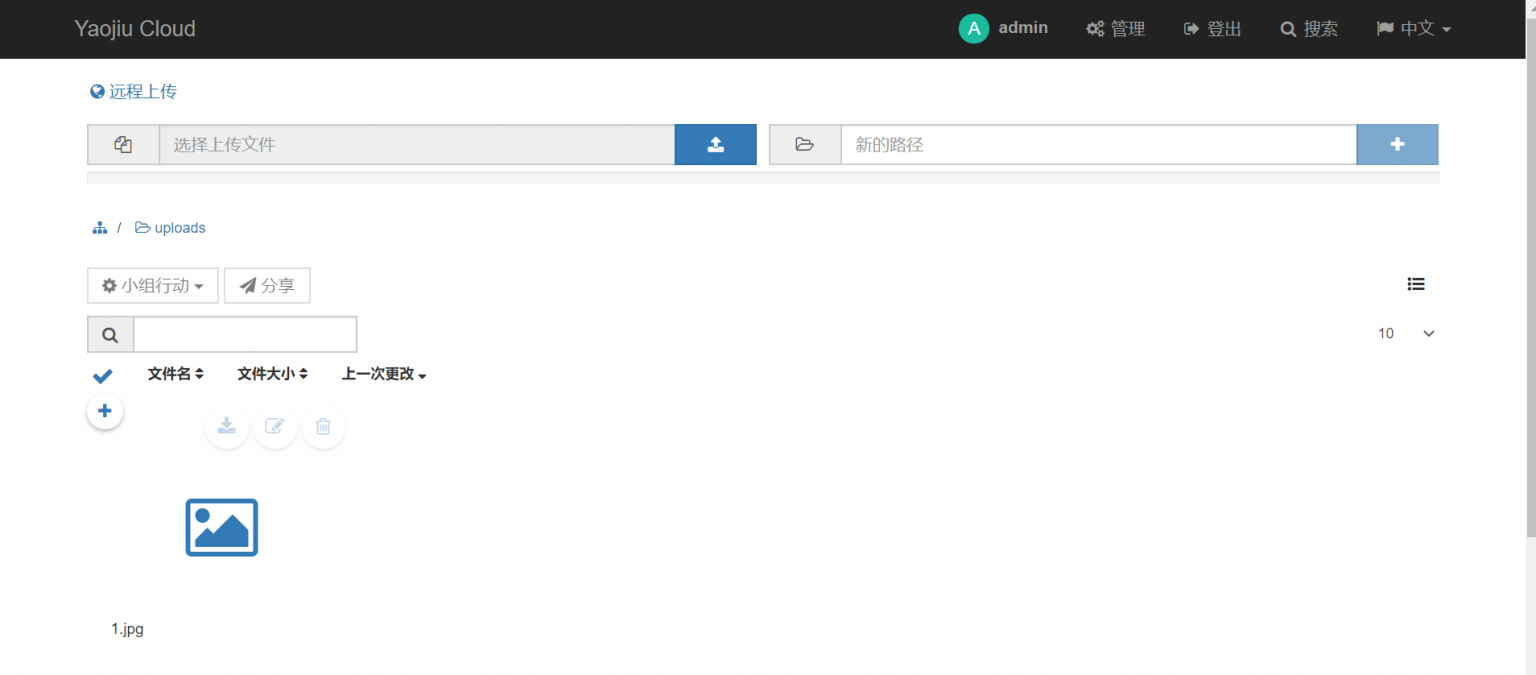 Yaojiu Cloud A admin 管理 登出 搜索 中文
远程上传
选择上传文件 新的路径
/ uploads
小组行动 分享
10
文件名 文件大小 上一次更改
1.jpg